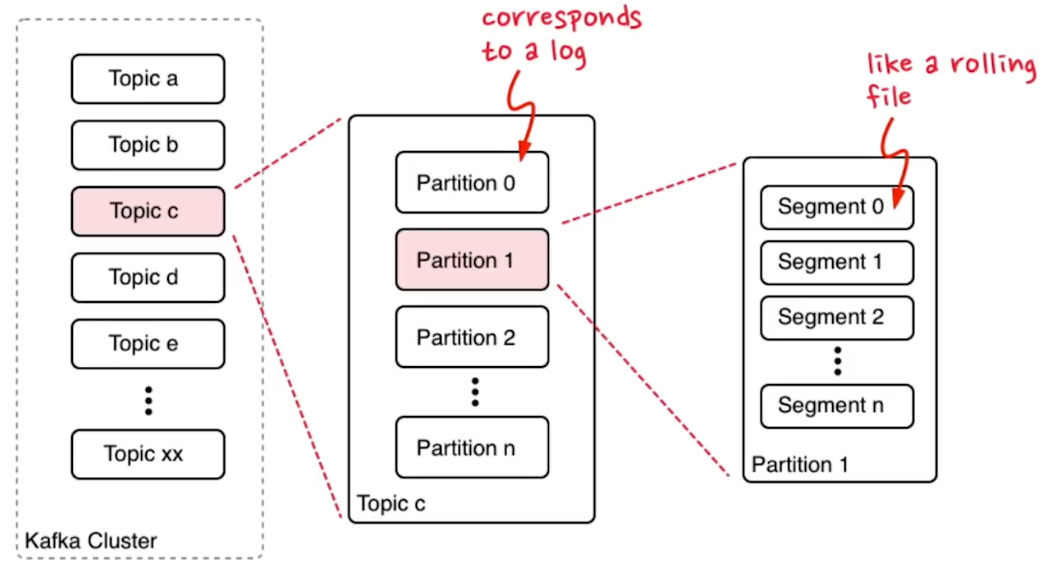 Topic a
Topic b
Topic c
Topic d
Topic e
Topic xx
Kafka Cluster
corresponds
to a log
Partition 0
Partition 1
Partition 2
Partition n
Topic c
like a rolling
file
Segment 0
Segment 1
Segment 2
Segment n
Partition 1